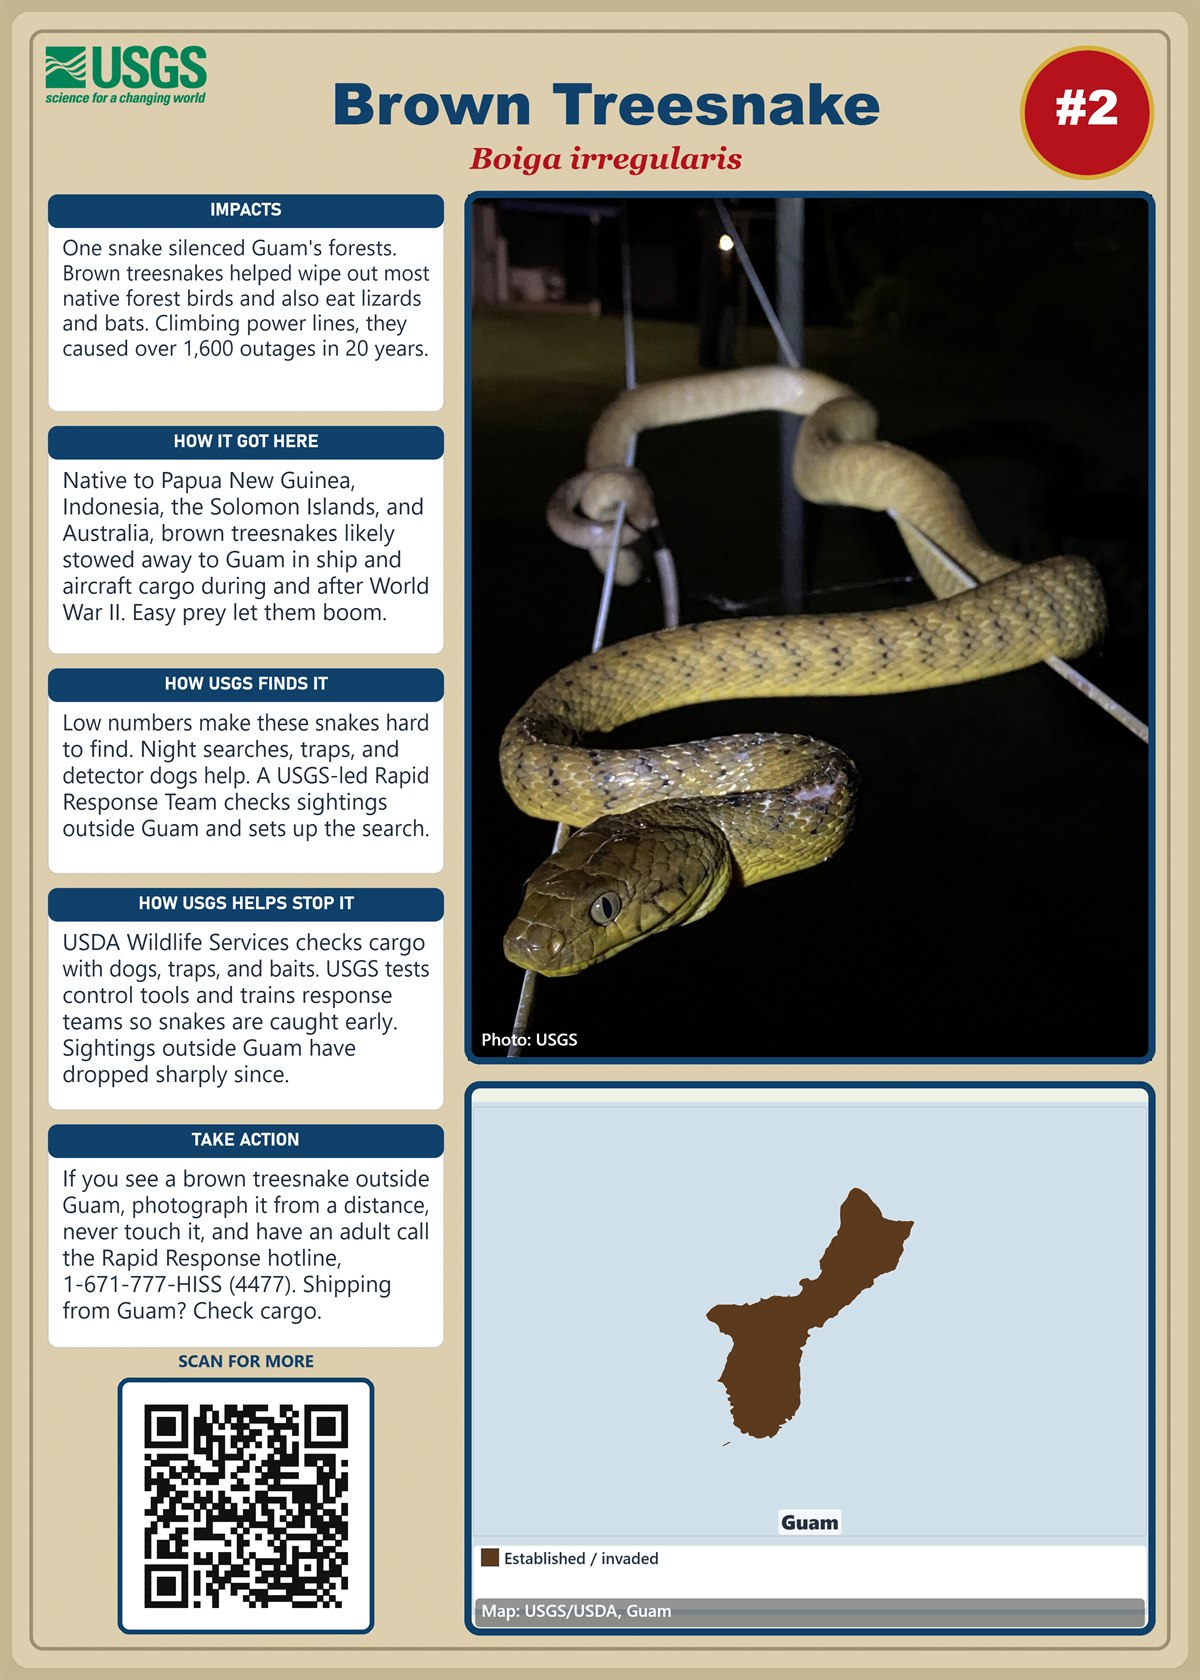 USGS
science for a changing world
Brown Treesnake
Boiga irregularis
#2
IMPACTS
One snake silenced Guam's forests.
Brown treesnakes helped wipe out most
native forest birds and also eat lizards
and bats. Climbing power lines, they
caused over 1,600 outages in 20 years.
HOW IT GOT HERE
Native to Papua New Guinea,
Indonesia, the Solomon Islands, and
Australia, brown treesnakes likely
stowed away to Guam in ship and
aircraft cargo during and after World
War II. Easy prey let them boom.
HOW USGS FINDS IT
Low numbers make these snakes hard
to find. Night searches, traps, and
detector dogs help. A USGS-led Rapid
Response Team checks sightings
outside Guam and sets up the search.
HOW USGS HELPS STOP IT
USDA Wildlife Services checks cargo
with dogs, traps, and baits. USGS tests
control tools and trains response
teams so snakes are caught early.
Sightings outside Guam have
dropped sharply since.
TAKE ACTION
If you see a brown treesnake outside
Guam, photograph it from a distance,
never touch it, and have an adult call
the Rapid Response hotline,
1-671-777-HISS (4477). Shipping
from Guam? Check cargo.
SCAN FOR MORE
Photo: USGS
Guam
Established / invaded
Map: USGS/USDA, Guam